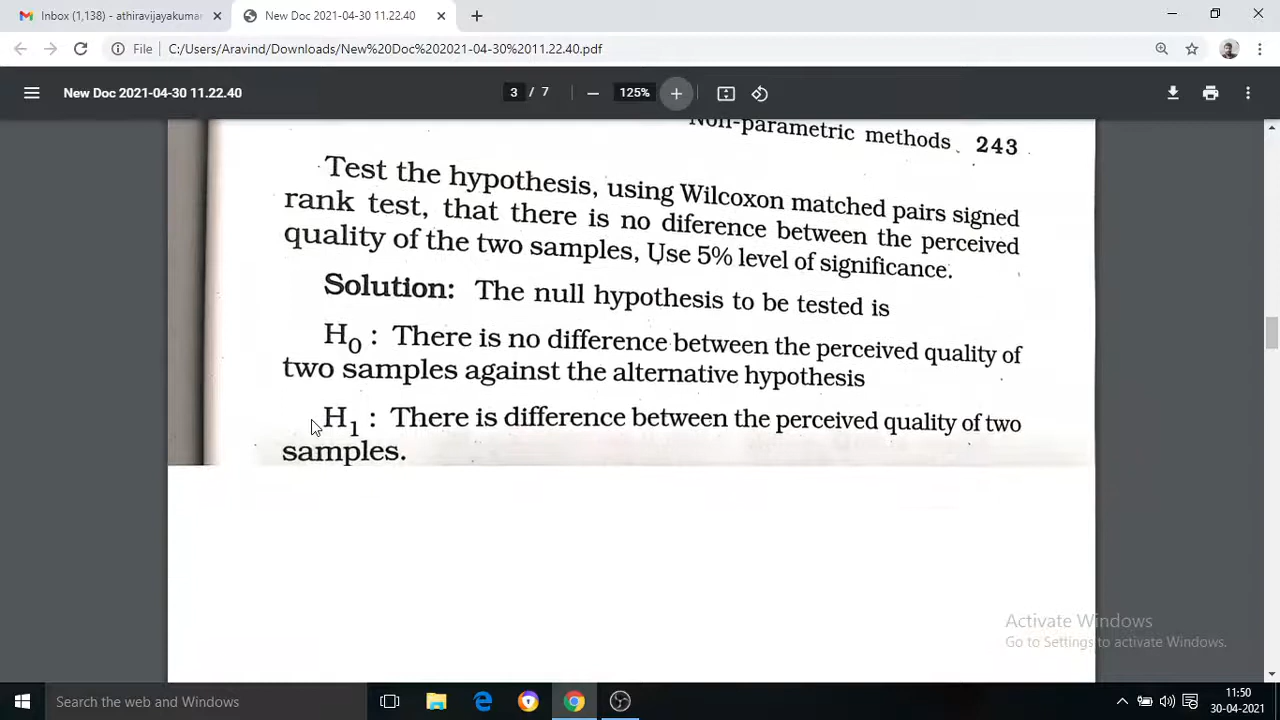 Inbox (1,138) - athiravijayakumar
New Doc 2021-04-30 11.22.40
File
C:/Users/Aravind/Downloads/New%20Doc%202021-04-30%2011.22.40.pdf
New Doc 2021-04-30 11.22.40
3 / 7
125%
Non-parametric methods 243
Test the hypothesis, using Wilcoxon matched pairs signed
rank test, that there is no diference between the perceived
quality of the two samples, Use 5% level of significance.
Solution: The null hypothesis to be tested is
H0 : There is no difference between the perceived quality of
two samples against the alternative hypothesis
H1 : There is difference between the perceived quality of two
samples.
Activate Windows
Go to Settings to activate Windows.
Search the web and Windows
11:50
30-04-2021